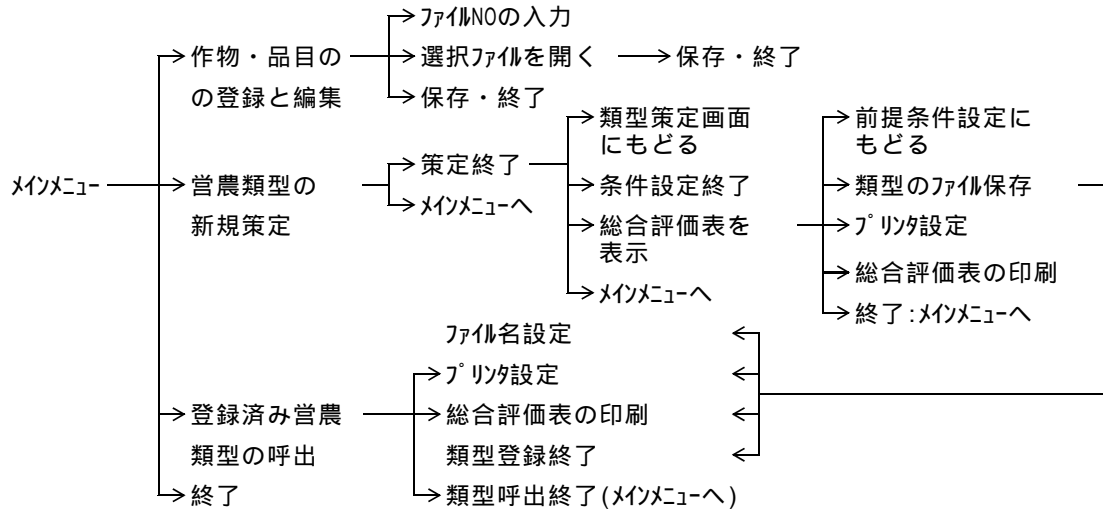 ﾌｧｲﾙNOの入力
作物・品目の
選択ﾌｧｲﾙを開く
保存・終了
の登録と編集
保存・終了
類型策定画面
にもどる
前提条件設定に
もどる
策定終了
ﾒｲﾝﾒﾆｭｰ
営農類型の
条件設定終了
類型のﾌｧｲﾙ保存
ﾒｲﾝﾒﾆｭｰへ
新規策定
総合評価表を
表示
ﾌﾟﾘﾝﾀ設定
総合評価表の印刷
ﾒｲﾝﾒﾆｭｰへ
終了:ﾒｲﾝﾒﾆｭｰへ
ﾌｧｲﾙ名設定
ﾌﾟﾘﾝﾀ設定
登録済み営農
総合評価表の印刷
類型の呼出
類型登録終了
終了
類型呼出終了(ﾒｲﾝﾒﾆｭｰへ)